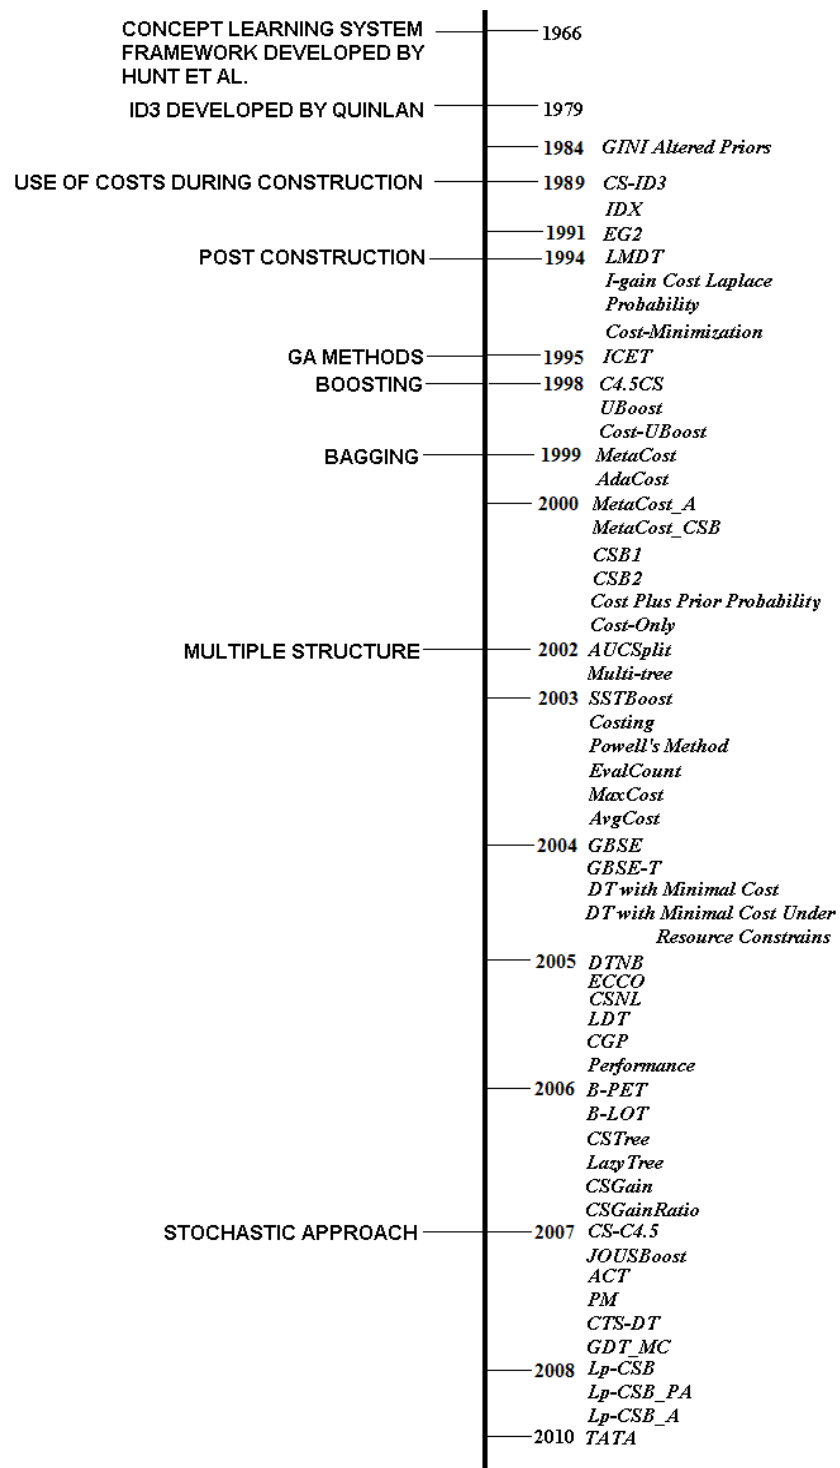 CONCEPT LEARNING SYSTEM
FRAMEWORK DEVELOPED BY
HUNT ET AL.
1966
ID3 DEVELOPED BY QUINLAN
1979
1984 GINI Altered Priors
USE OF COSTS DURING CONSTRUCTION
1989 CS-ID3
IDX
1991 EG2
POST CONSTRUCTION
1994 LMDT
I-gain Cost Laplace
Probability
Cost-Minimization
GA METHODS
1995 ICET
BOOSTING
1998 C4.5CS
UBoost
Cost-UBoost
BAGGING
1999 MetaCost
AdaCost
2000 MetaCost_A
MetaCost_CSB
CSB1
CSB2
Cost Plus Prior Probability
Cost-Only
MULTIPLE STRUCTURE
2002 AUCSplit
Multi-tree
2003 SSTBoost
Costing
Powell's Method
EvalCount
MaxCost
AvgCost
2004 GBSE
GBSE-T
DT with Minimal Cost
DT with Minimal Cost Under
Resource Constrains
2005 DTNB
ECCO
CSNL
LDT
CGP
Performance
2006 B-PET
B-LOT
CSTree
LazyTree
CSGain
CSGainRatio
STOCHASTIC APPROACH
2007 CS-C4.5
JOUSBoost
ACT
PM
CTS-DT
GDT_MC
2008 Lp-CSB
Lp-CSB_PA
Lp-CSB_A
2010 TATA